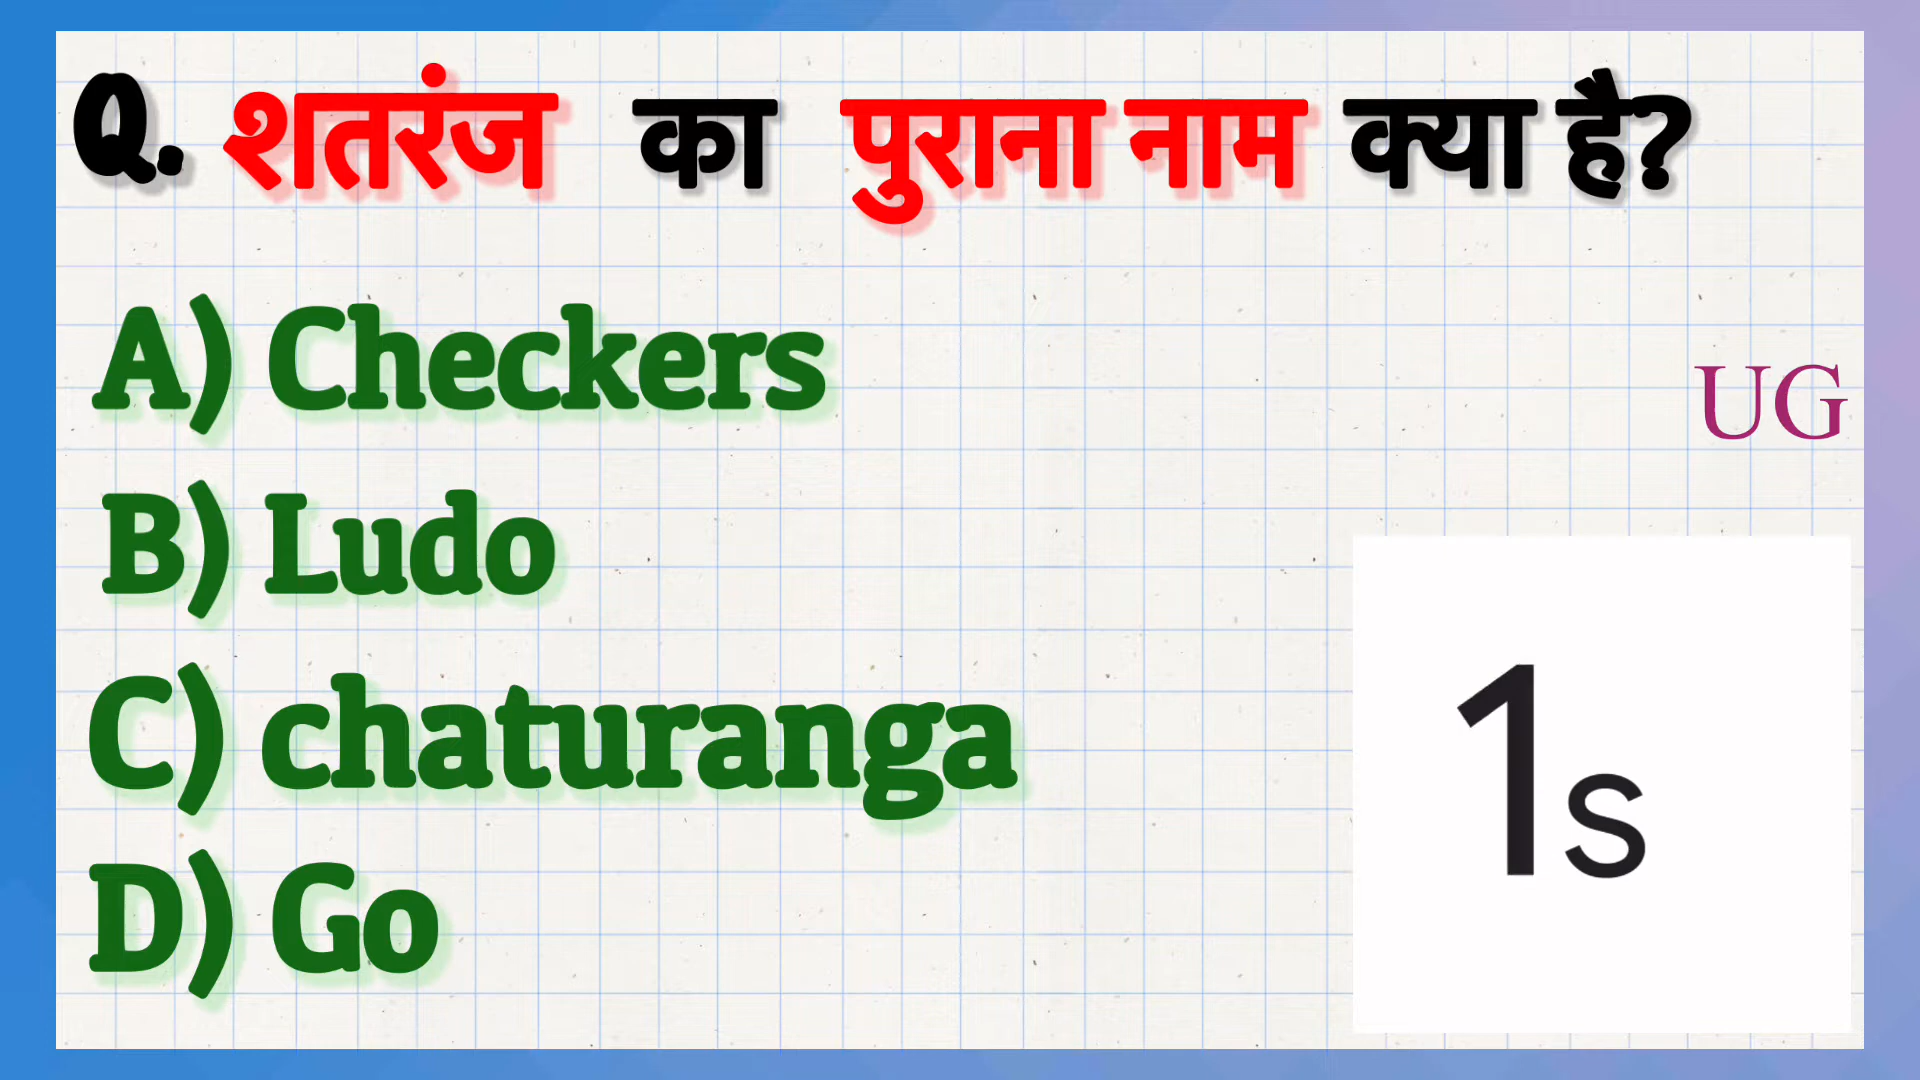 Q. शतरंज का पुराना नाम क्या है?
A) Checkers
UG
B) Ludo
C) chaturanga
1s
D) Go